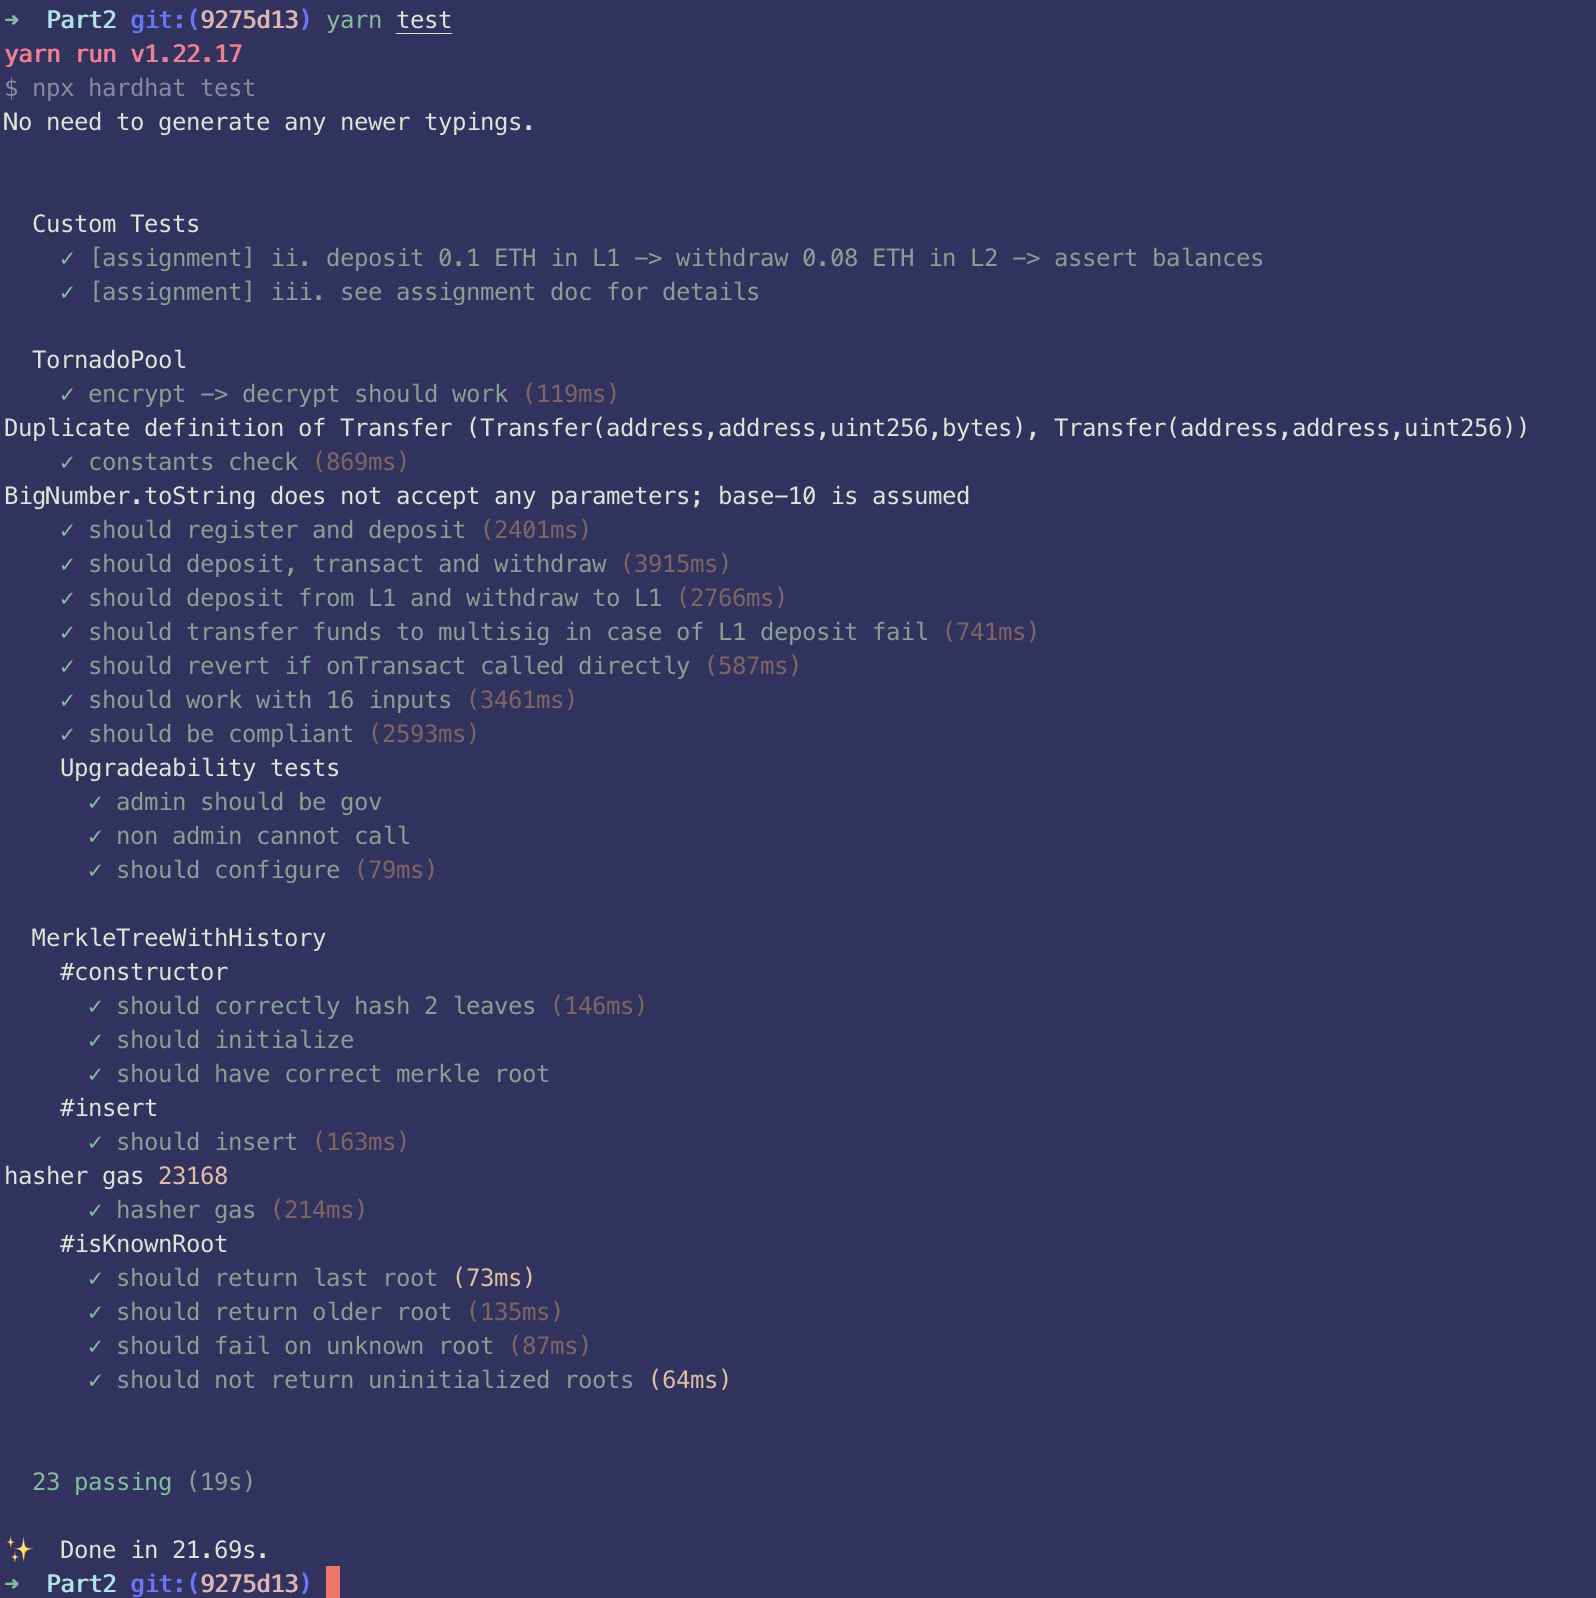 → Part2 git:(9275d13) yarn test
yarn run v1.22.17
$ npx hardhat test
No need to generate any newer typings.
Custom Tests
✓ [assignment] ii. deposit 0.1 ETH in L1 -> withdraw 0.08 ETH in L2 -> assert balances
✓ [assignment] iii. see assignment doc for details
TornadoPool
✓ encrypt -> decrypt should work (119ms)
Duplicate definition of Transfer (Transfer(address,address,uint256,bytes), Transfer(address,address,uint256))
✓ constants check (869ms)
BigNumber.toString does not accept any parameters; base-10 is assumed
✓ should register and deposit (2401ms)
✓ should deposit, transact and withdraw (3915ms)
✓ should deposit from L1 and withdraw to L1 (2766ms)
✓ should transfer funds to multisig in case of L1 deposit fail (741ms)
✓ should revert if onTransact called directly (587ms)
✓ should work with 16 inputs (3461ms)
✓ should be compliant (2593ms)
Upgradeability tests
✓ admin should be gov
✓ non admin cannot call
✓ should configure (79ms)
MerkleTreeWithHistory
#constructor
✓ should correctly hash 2 leaves (146ms)
✓ should initialize
✓ should have correct merkle root
#insert
✓ should insert (163ms)
hasher gas 23168
✓ hasher gas (214ms)
#isKnownRoot
✓ should return last root (73ms)
✓ should return older root (135ms)
✓ should fail on unknown root (87ms)
✓ should not return uninitialized roots (64ms)
23 passing (19s)
✨ Done in 21.69s.
→ Part2 git:(9275d13)